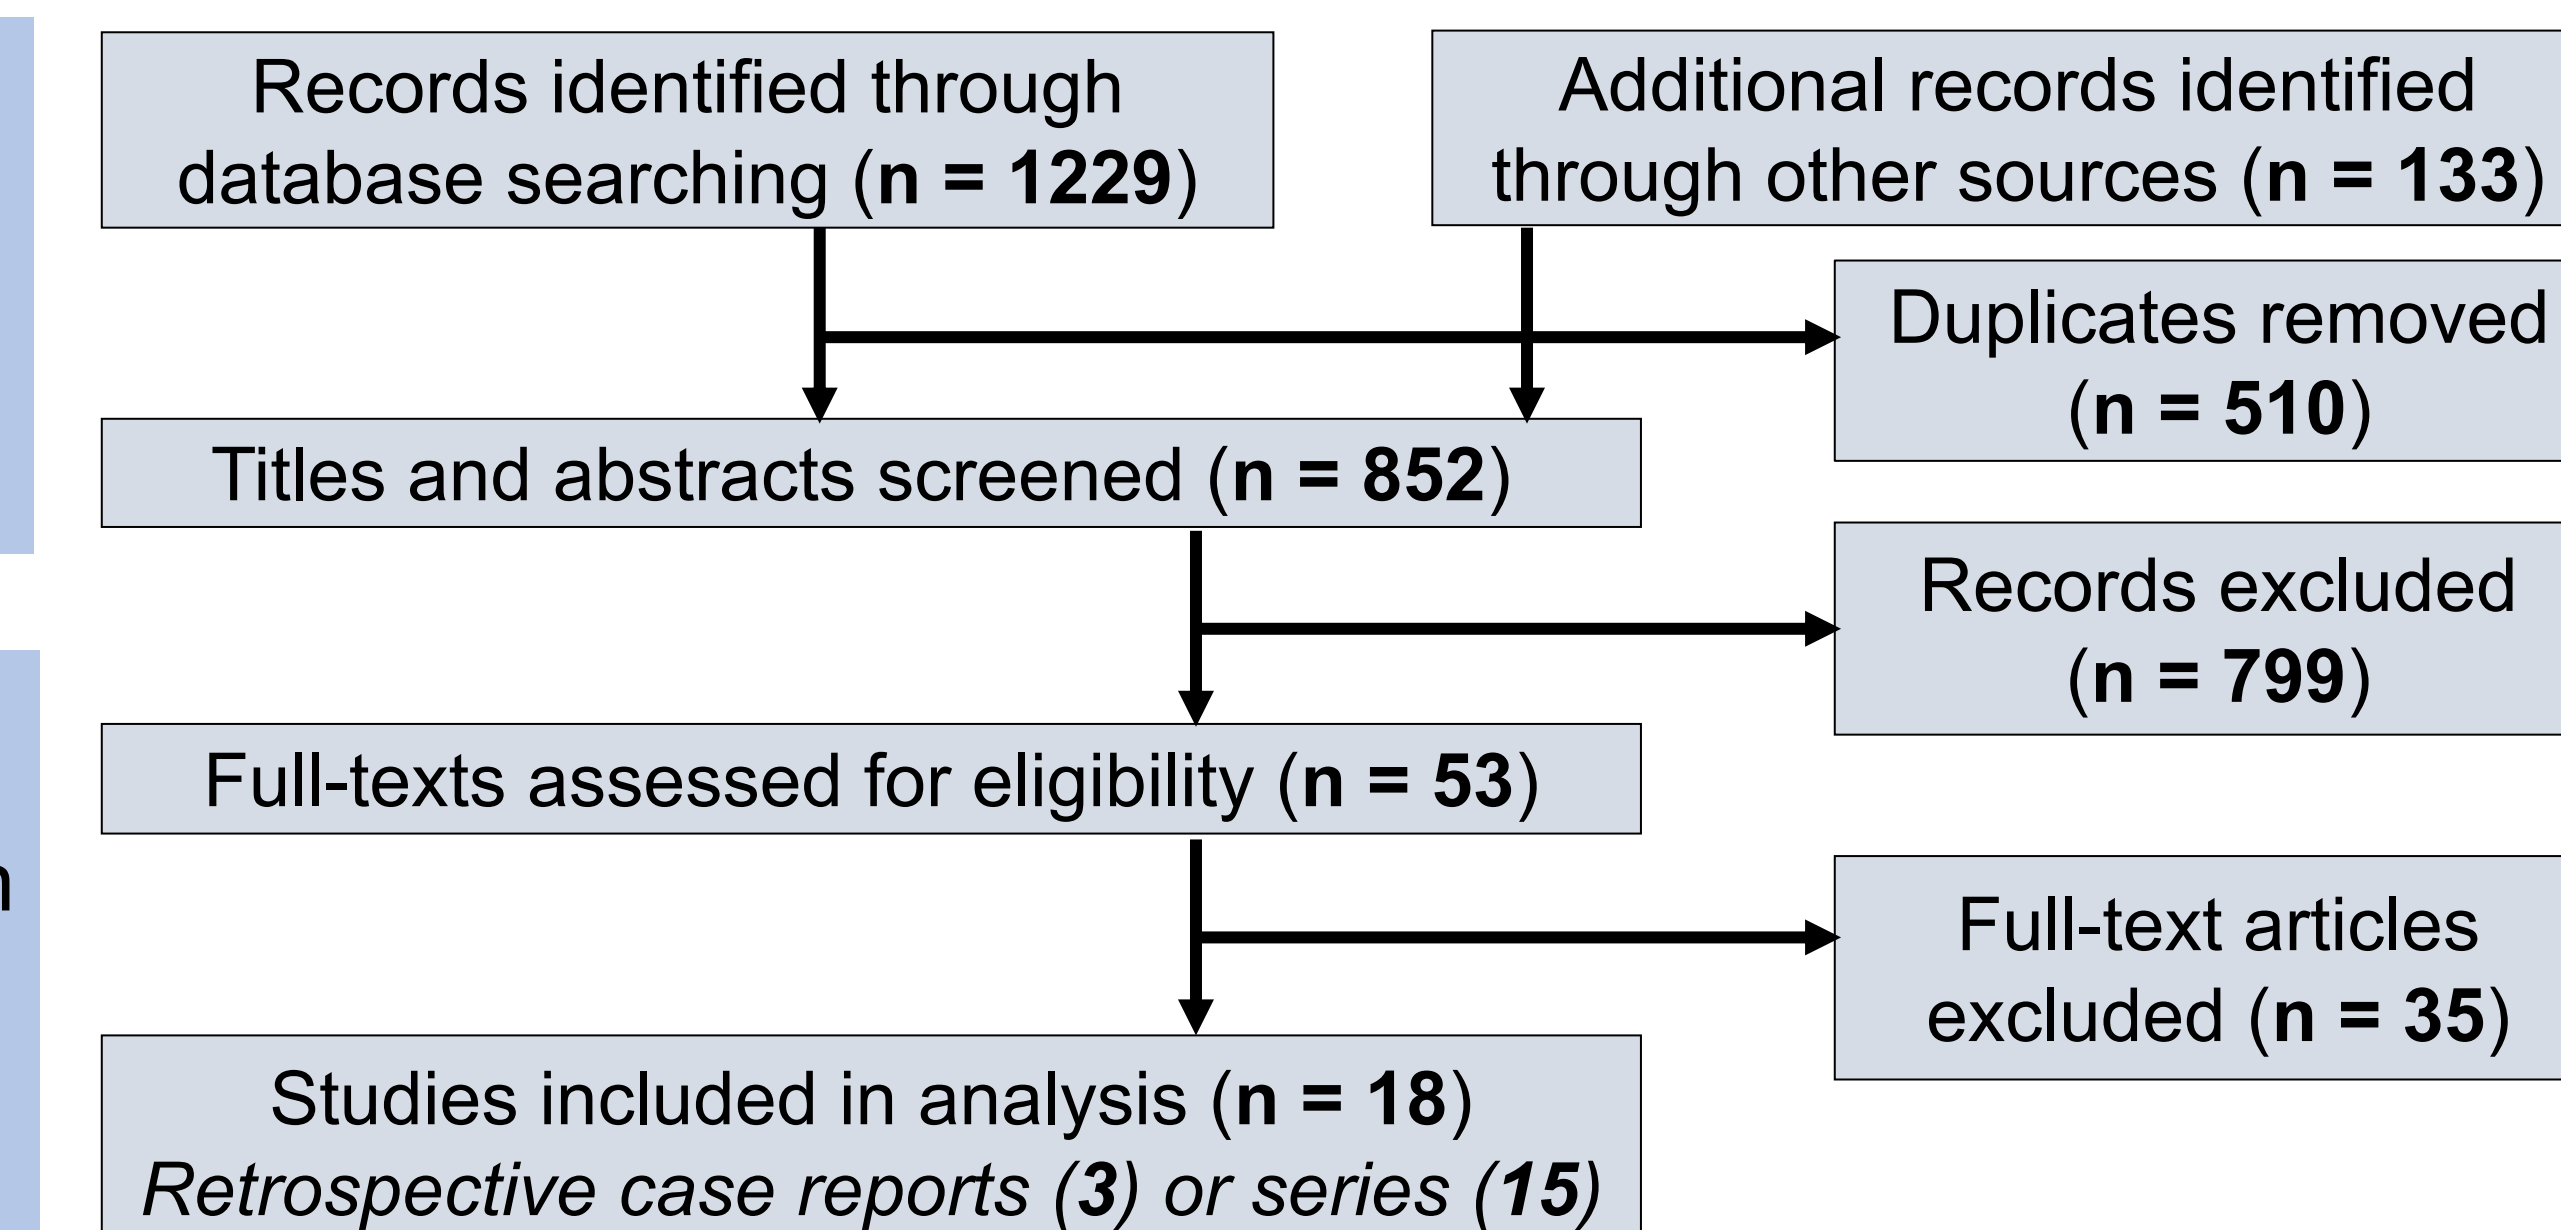 Records identified through
database searching (n = 1229)
Additional records identified
through other sources (n = 133)
Duplicates removed
(n = 510)
Titles and abstracts screened (n = 852)
Records excluded
(n = 799)
Full-texts assessed for eligibility (n = 53)
Full-text articles
excluded (n = 35)
Studies included in analysis (n = 18)
Retrospective case reports (3) or series (15)